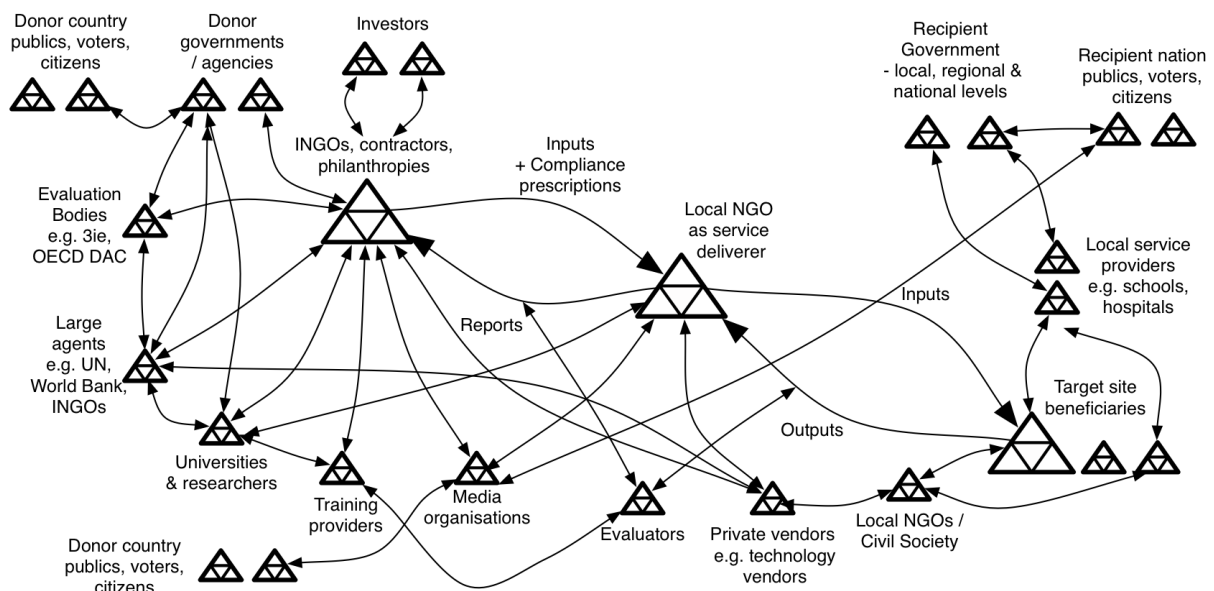 Donor country
publics, voters,
citizens
Donor
governments
/ agencies
Investors
Recipient
Government
- local, regional &
national levels
Recipient nation
publics, voters,
citizens
INGOs, contractors,
philanthropies
Inputs
+ Compliance
prescriptions
Evaluation
Bodies
e.g. 3ie,
OECD DAC
Local NGO
as service
deliverer
Local service
providers
e.g. schools,
hospitals
Inputs
Reports
Large
agents
e.g. UN,
World Bank,
INGOs
Target site
beneficiaries
Outputs
Universities
& researchers
Training
providers
Media
organisations
Evaluators
Private vendors
e.g. technology
vendors
Local NGOs /
Civil Society
Donor country
publics, voters,
citizens